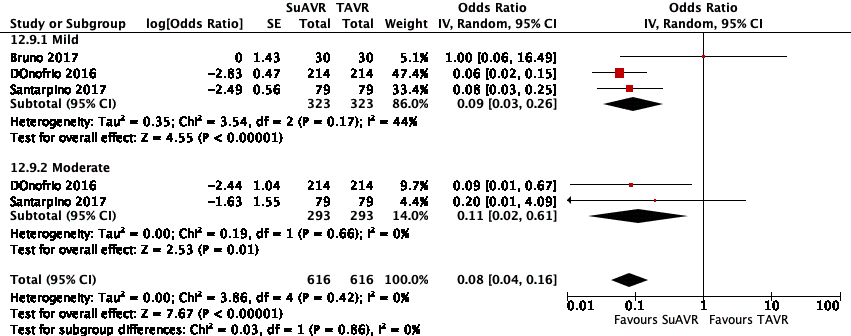 SuAVR TAVR Odds Ratio Odds Ratio
Study or Subgroup log[Odds Ratio] SE Total Total Weight IV, Random, 95% CI IV, Random, 95% CI
12.9.1 Mild
Bruno 2017 0 1.43 30 30 5.1% 1.00 [0.06, 16.49]
DOnofrio 2016 −2.83 0.47 214 214 47.4% 0.06 [0.02, 0.15]
Santarpino 2017 −2.49 0.56 79 79 33.4% 0.08 [0.03, 0.25]
Subtotal (95% CI) 323 323 86.0% 0.09 [0.03, 0.26]
Heterogeneity: Tau² = 0.35; Chi² = 3.54, df = 2 (P = 0.17); I² = 44%
Test for overall effect: Z = 4.55 (P < 0.00001)
12.9.2 Moderate
DOnofrio 2016 −2.44 1.04 214 214 9.7% 0.09 [0.01, 0.67]
Santarpino 2017 −1.63 1.55 79 79 4.4% 0.20 [0.01, 4.09]
Subtotal (95% CI) 293 293 14.0% 0.11 [0.02, 0.61]
Heterogeneity: Tau² = 0.00; Chi² = 0.19, df = 1 (P = 0.66); I² = 0%
Test for overall effect: Z = 2.53 (P = 0.01)
Total (95% CI) 616 616 100.0% 0.08 [0.04, 0.16]
Heterogeneity: Tau² = 0.00; Chi² = 3.86, df = 4 (P = 0.42); I² = 0%
Test for overall effect: Z = 7.67 (P < 0.00001)
Test for subgroup differences: Chi² = 0.03, df = 1 (P = 0.86), I² = 0%
0.01 0.1 1 10 100
Favours SuAVR Favours TAVR